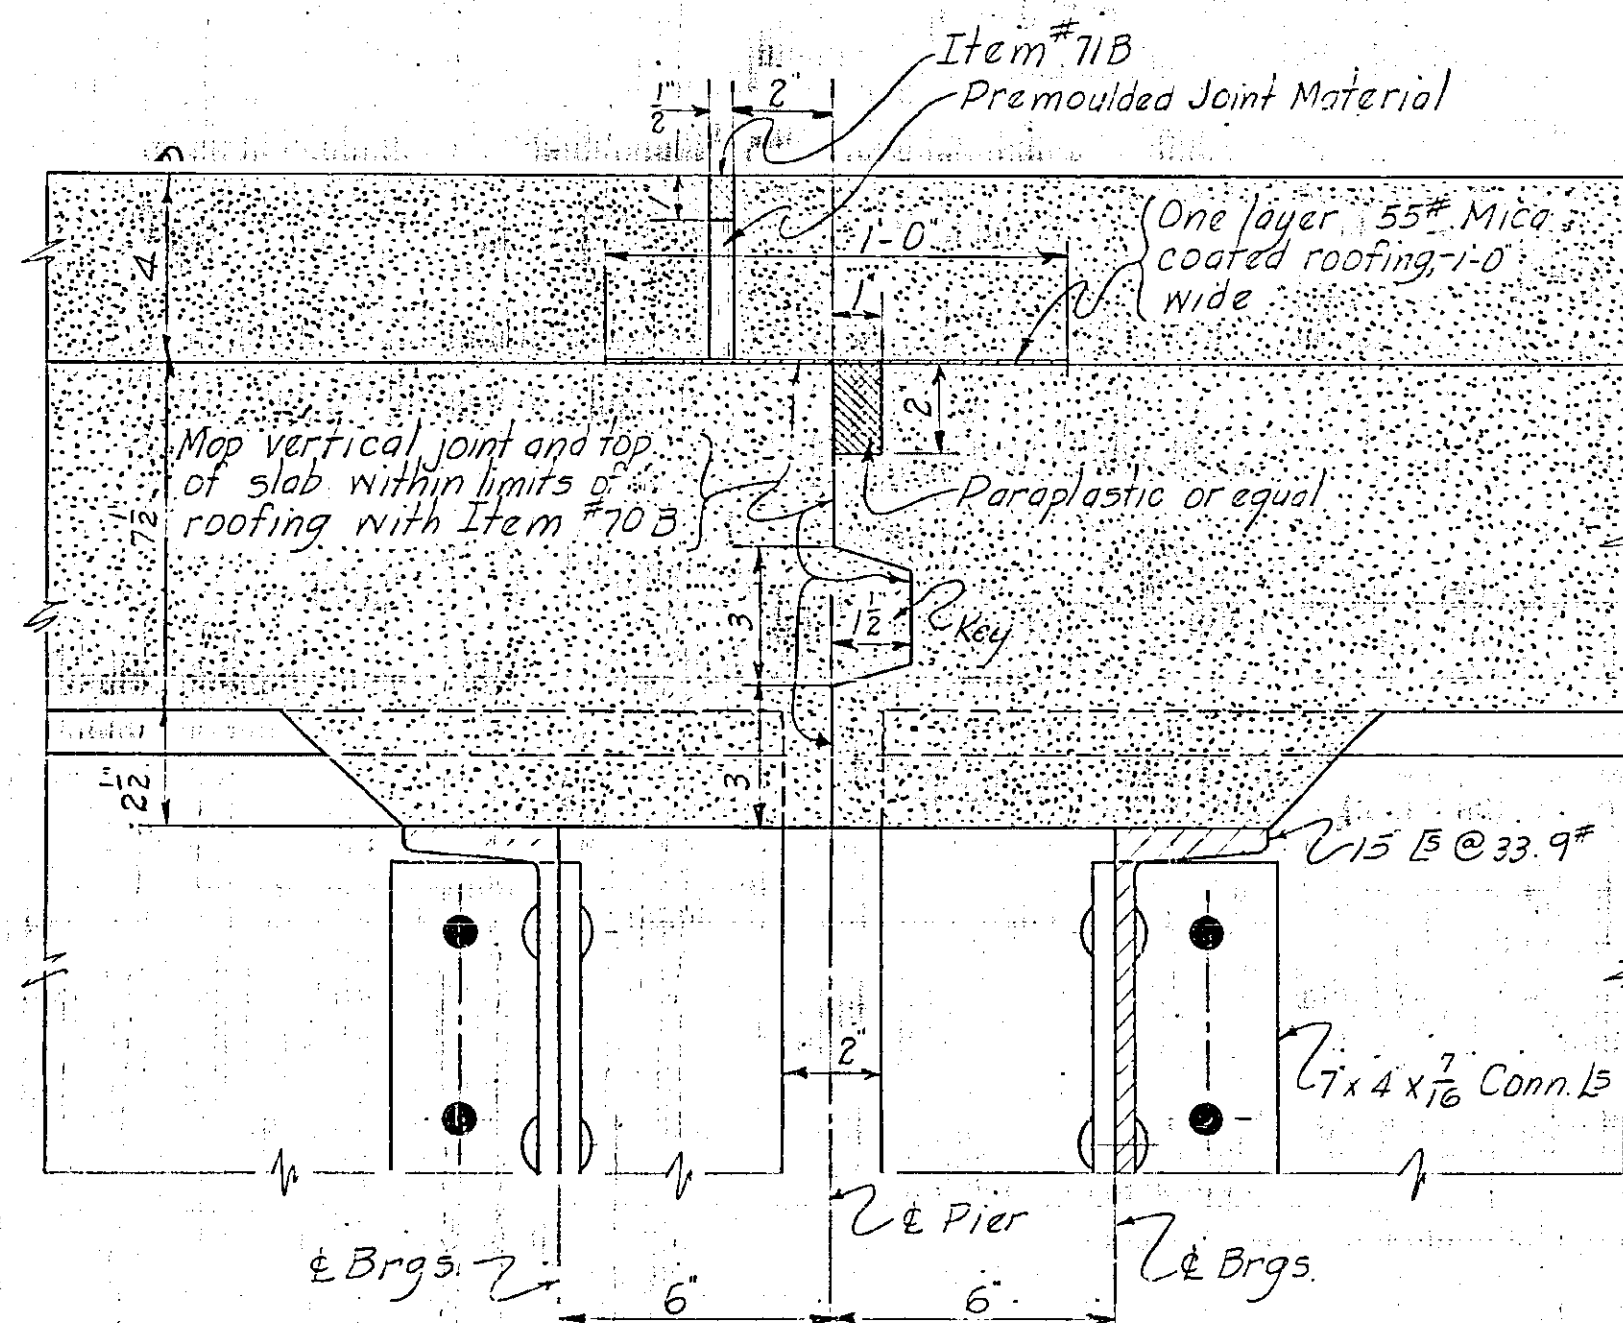 Item #71B
Premoulded Joint Material
1/2"
2"
1"
4"
1'-0"
One layer 55# Mica
coated roofing,-1'-0"
wide
1"
2"
Mop vertical joint and top
of slab within limits of
roofing with Item #70B
Paraplastic or equal
7 1/2"
3"
1 1/2"
Key
3"
2 1/2"
15 [s @ 33.9#
2"
7 x 4 x 7/16 Conn. Ls
℄ Pier
℄ Brgs.
℄ Brgs.
6"
6"